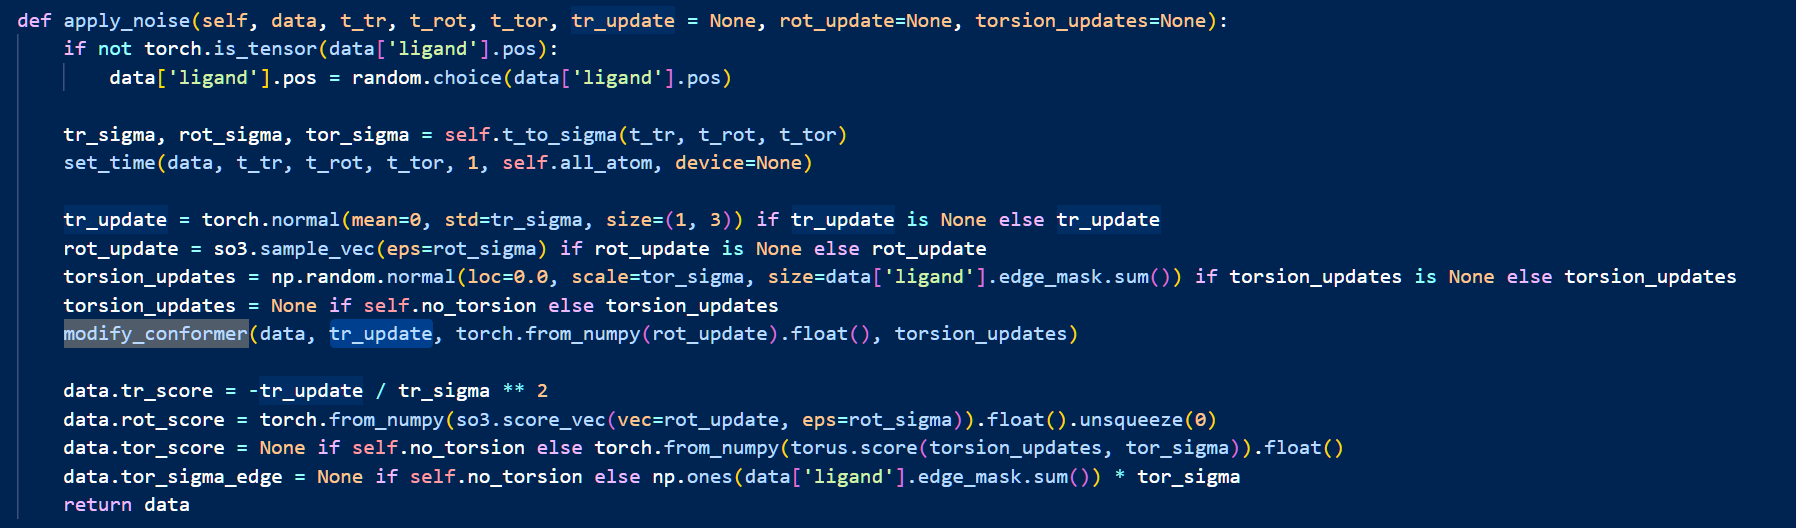 def apply_noise(self, data, t_tr, t_rot, t_tor, tr_update = None, rot_update=None, torsion_updates=None):
    if not torch.is_tensor(data['ligand'].pos):
        data['ligand'].pos = random.choice(data['ligand'].pos)

    tr_sigma, rot_sigma, tor_sigma = self.t_to_sigma(t_tr, t_rot, t_tor)
    set_time(data, t_tr, t_rot, t_tor, 1, self.all_atom, device=None)

    tr_update = torch.normal(mean=0, std=tr_sigma, size=(1, 3)) if tr_update is None else tr_update
    rot_update = so3.sample_vec(eps=rot_sigma) if rot_update is None else rot_update
    torsion_updates = np.random.normal(loc=0.0, scale=tor_sigma, size=data['ligand'].edge_mask.sum()) if torsion_updates is None else torsion_updates
    torsion_updates = None if self.no_torsion else torsion_updates
    modify_conformer(data, tr_update, torch.from_numpy(rot_update).float(), torsion_updates)

    data.tr_score = -tr_update / tr_sigma ** 2
    data.rot_score = torch.from_numpy(so3.score_vec(vec=rot_update, eps=rot_sigma)).float().unsqueeze(0)
    data.tor_score = None if self.no_torsion else torch.from_numpy(torus.score(torsion_updates, tor_sigma)).float()
    data.tor_sigma_edge = None if self.no_torsion else np.ones(data['ligand'].edge_mask.sum()) * tor_sigma
    return data